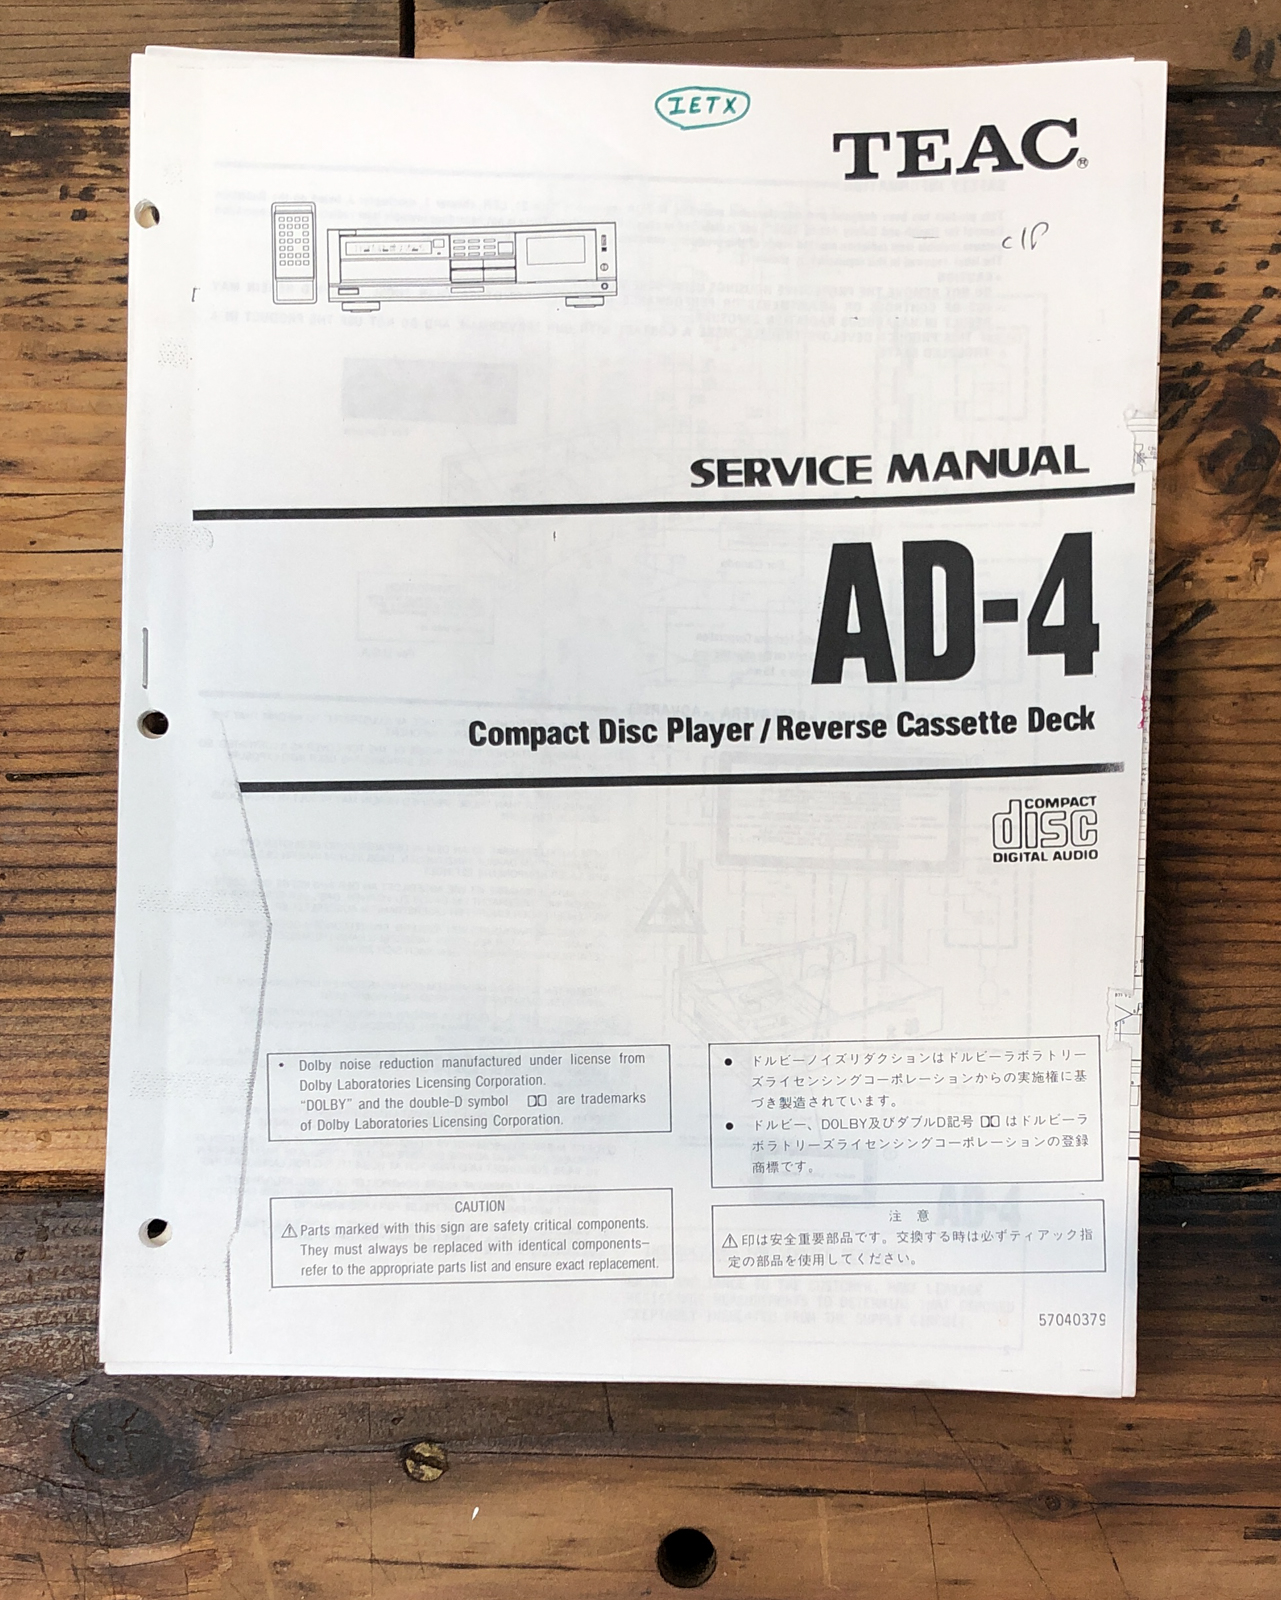 IETX
TEAC®
SERVICE MANUAL
AD-4
Compact Disc Player/Reverse Cassette Deck
COMPACT
disc
DIGITAL AUDIO
• Dolby noise reduction manufactured under license from
Dolby Laboratories Licensing Corporation.
“DOLBY” and the double-D symbol are trademarks
of Dolby Laboratories Licensing Corporation.
● ドルビーノイズリダクションはドルビーラボラトリー
ズライセンシングコーポレーションからの実施権に基
づき製造されています。
● ドルビー、DOLBY及びダブルD記号 はドルビーラ
ボラトリーズライセンシングコーポレーションの登録
商標です。
CAUTION
⚠ Parts marked with this sign are safety critical components.
They must always be replaced with identical components–
refer to the appropriate parts list and ensure exact replacement.
注 意
⚠印は安全重要部品です。交換する時は必ずティアック指
定の部品を使用してください。
57040379